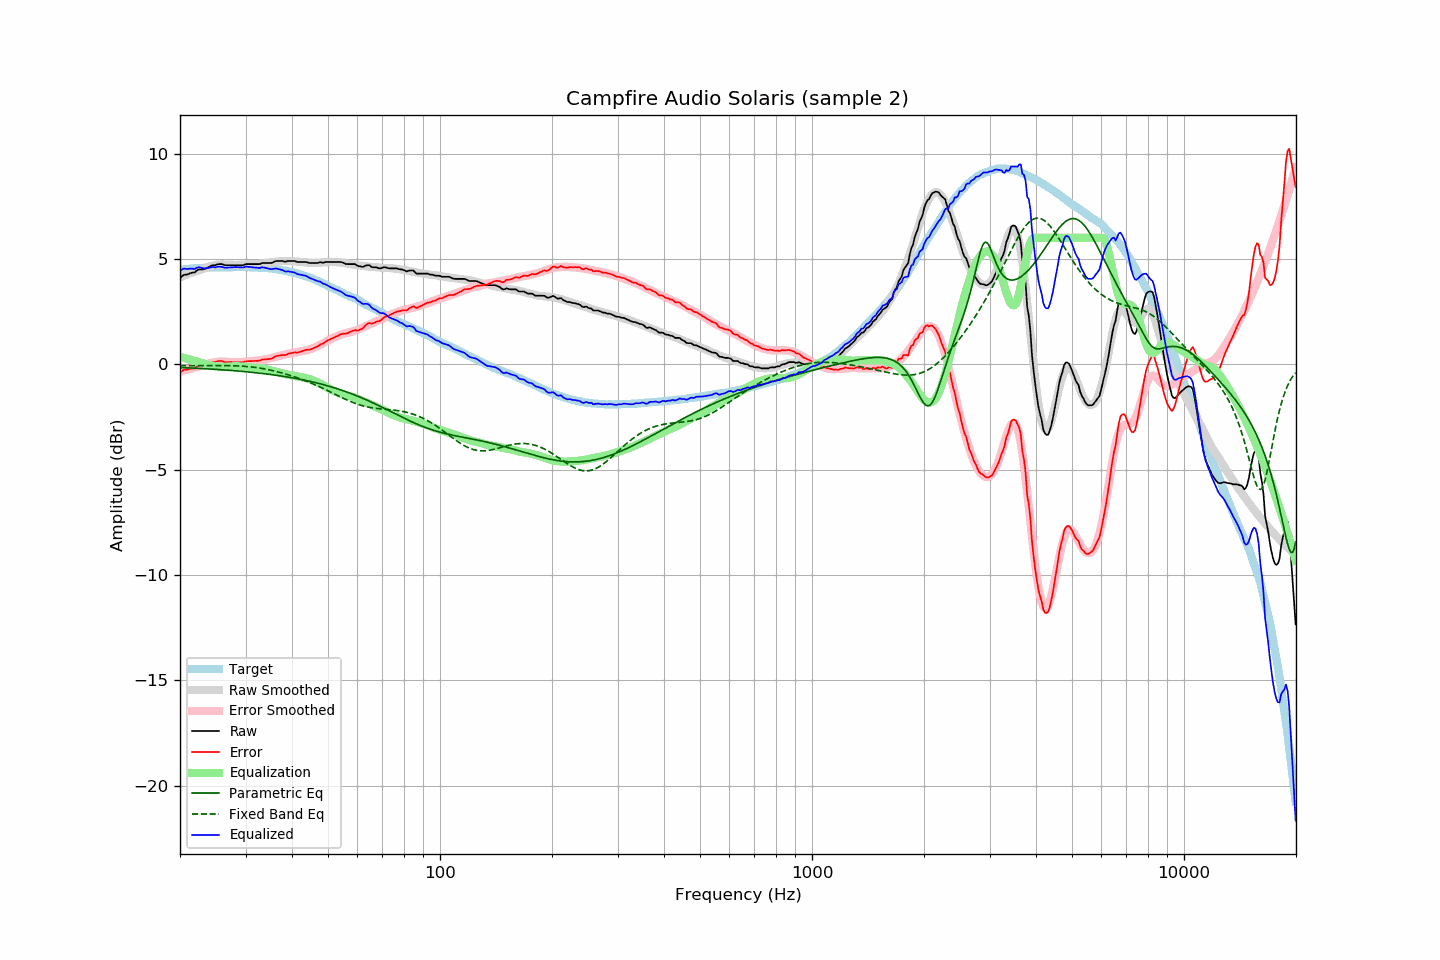 Campfire Audio Solaris (sample 2)
10
5
0
−5
−10
−15
−20
Amplitude (dBr)
Target
Raw Smoothed
Error Smoothed
Raw
Error
Equalization
Parametric Eq
Fixed Band Eq
Equalized
100
1000
10000
Frequency (Hz)